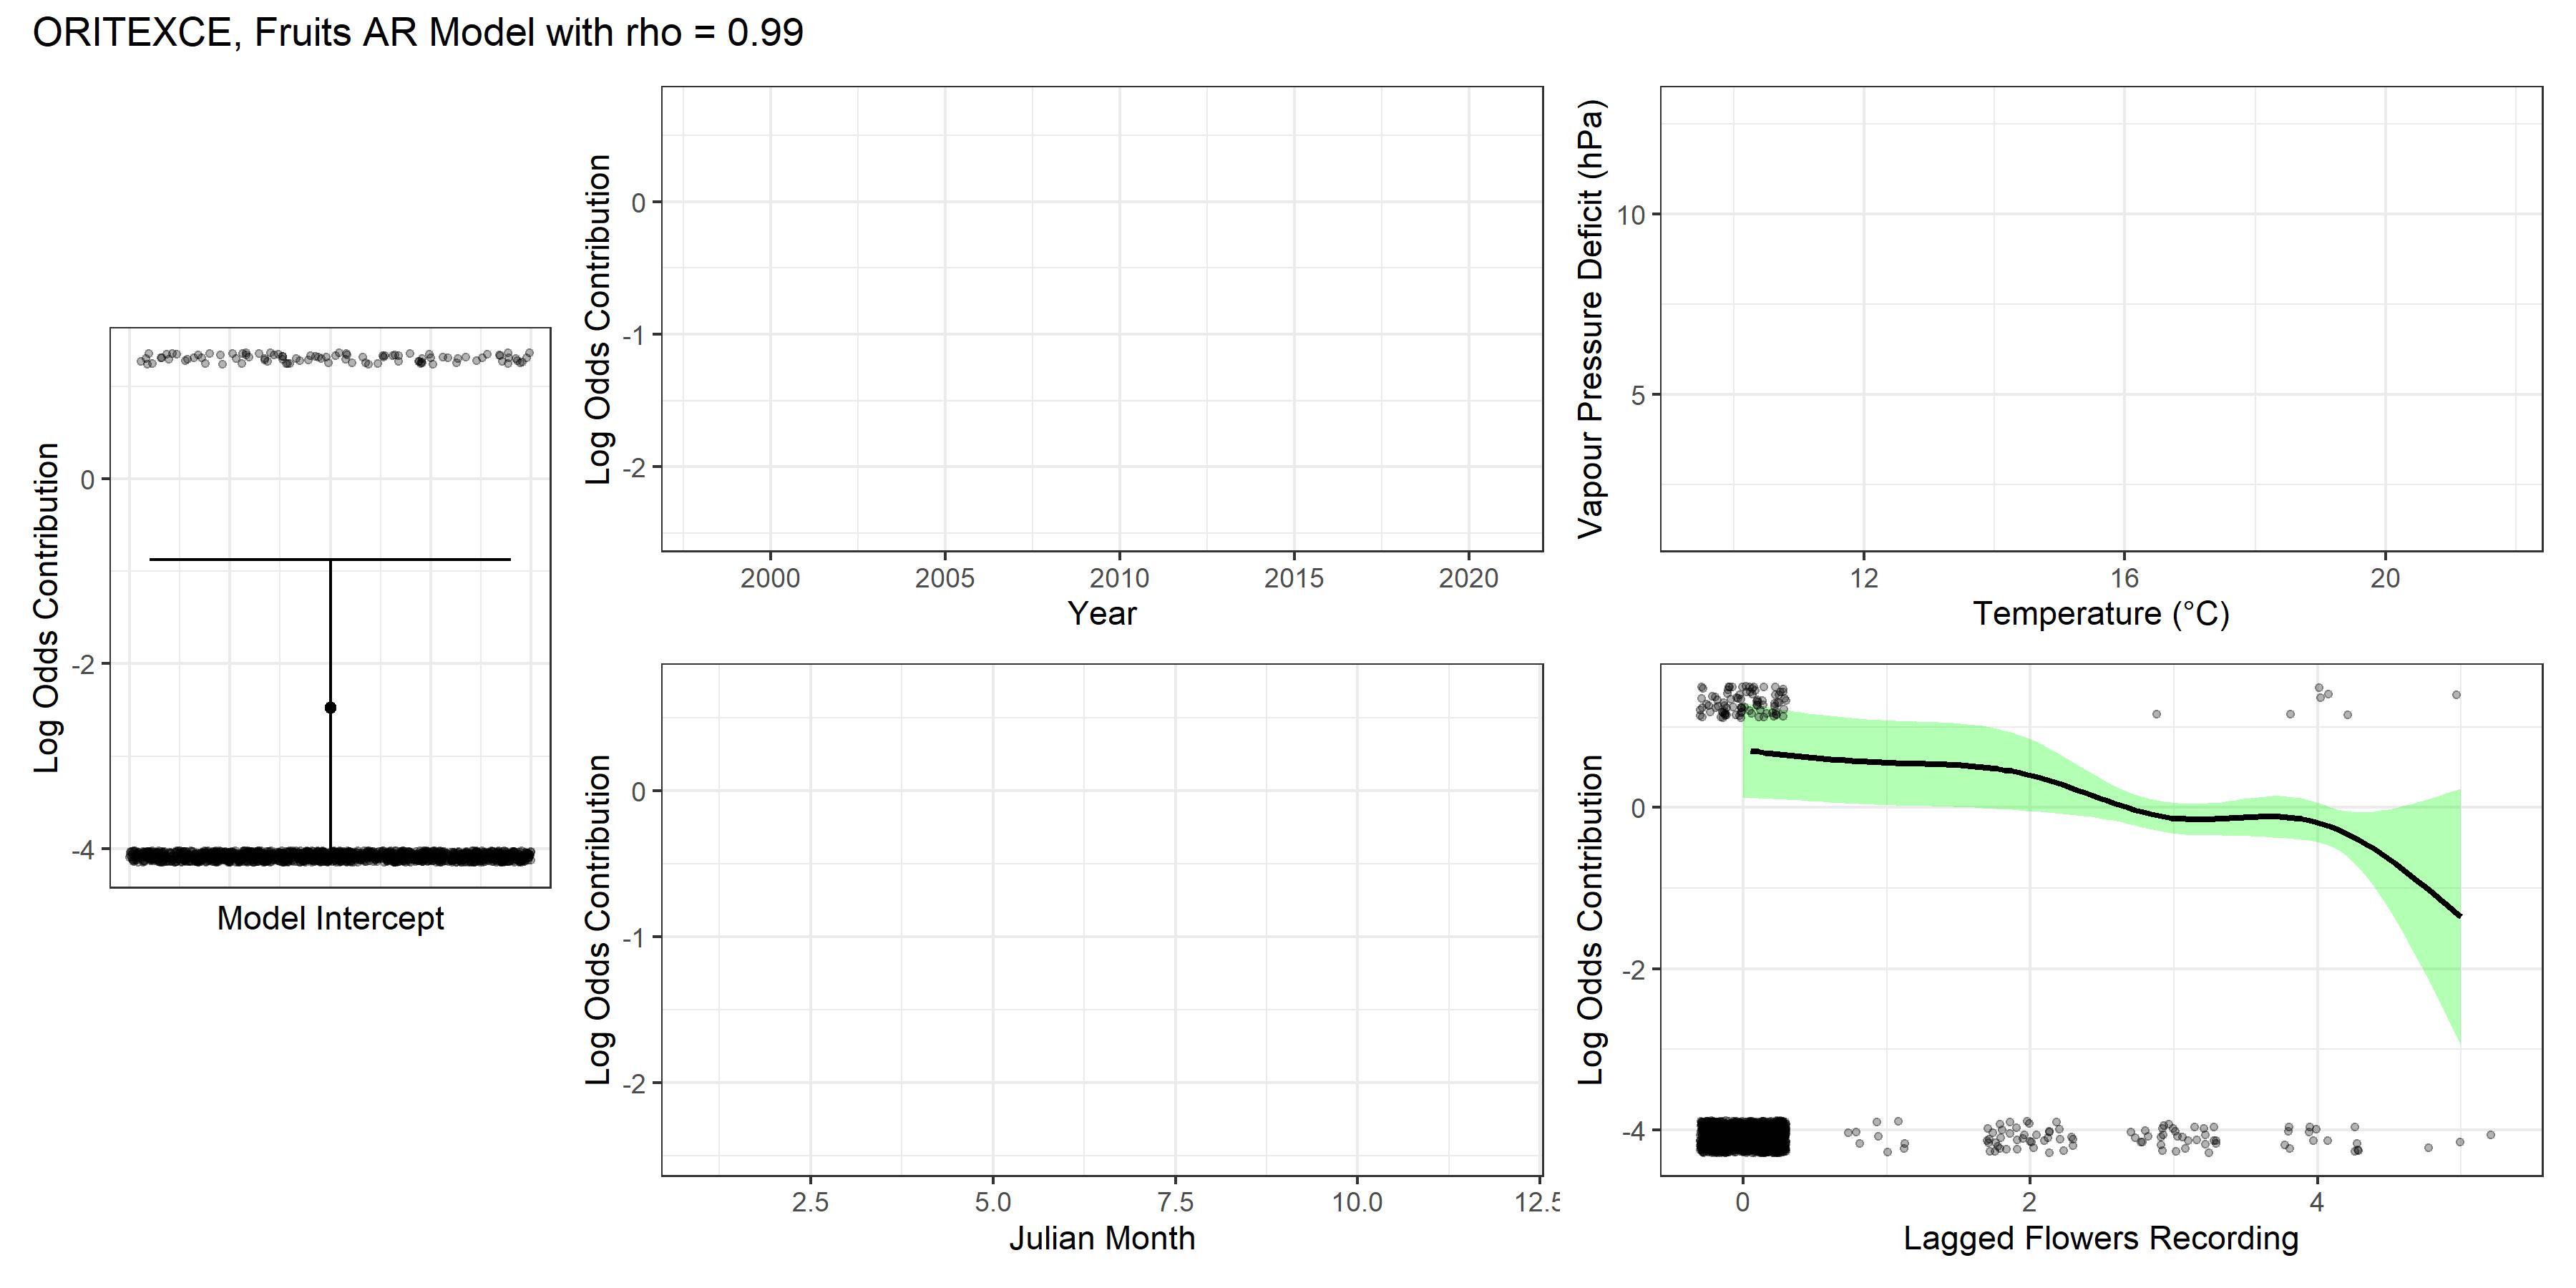 ORITEXCE, Fruits AR Model with rho = 0.99
Log Odds Contribution
0
-2
-4
Model Intercept
Log Odds Contribution
0
-1
-2
2000 2005 2010 2015 2020
Year
Vapour Pressure Deficit (hPa)
10
5
12 16 20
Temperature (°C)
Log Odds Contribution
0
-1
-2
2.5 5.0 7.5 10.0 12.5
Julian Month
Log Odds Contribution
0
-2
-4
0 2 4
Lagged Flowers Recording